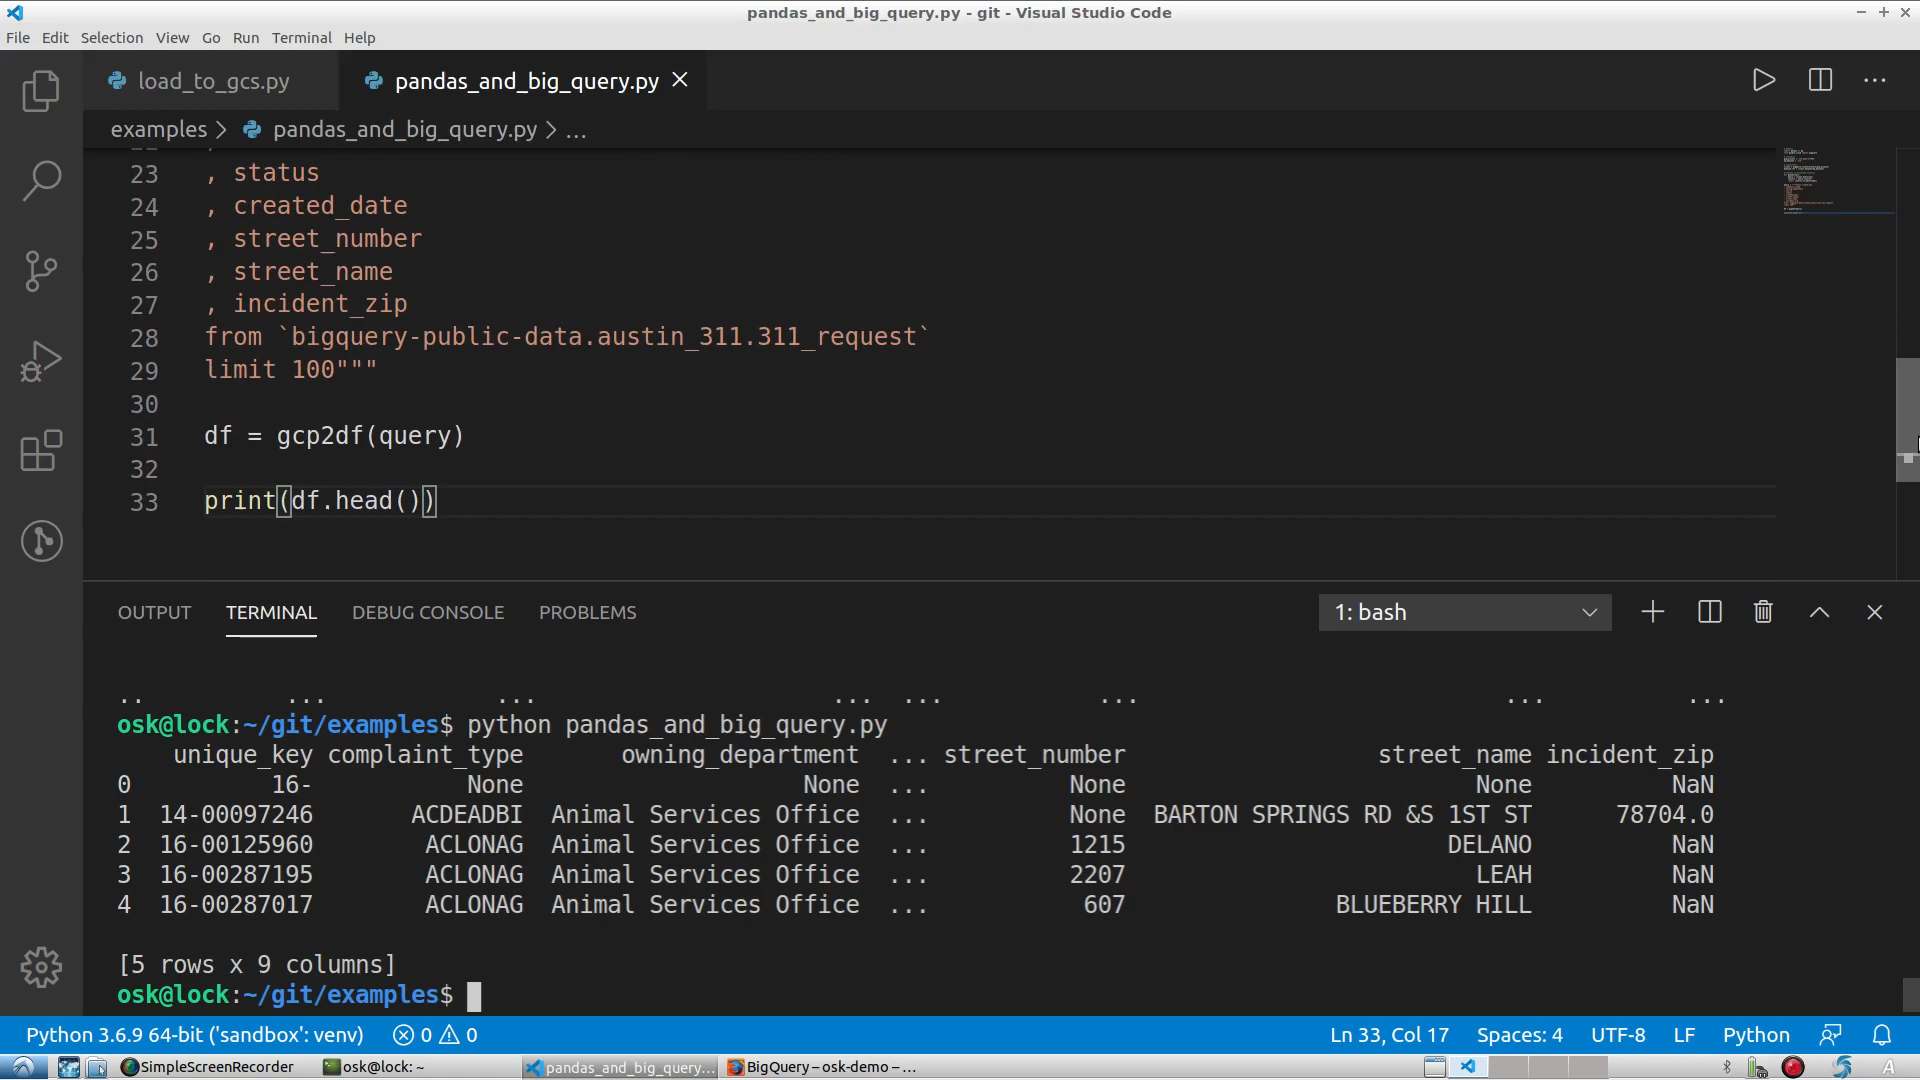 pandas_and_big_query.py - git - Visual Studio Code
File Edit Selection View Go Run Terminal Help
load_to_gcs.py pandas_and_big_query.py
examples > pandas_and_big_query.py > ...
23 , status
24 , created_date
25 , street_number
26 , street_name
27 , incident_zip
28 from `bigquery-public-data.austin_311.311_request`
29 limit 100"""
30
31 df = gcp2df(query)
32
33 print(df.head())
OUTPUT TERMINAL DEBUG CONSOLE PROBLEMS 1: bash
.. ... ... ... ... ... ... ...
osk@lock:~/git/examples$ python pandas_and_big_query.py
unique_key complaint_type owning_department ... street_number street_name incident_zip
0 16- None None ... None None NaN
1 14-00097246 ACDEADBI Animal Services Office ... None BARTON SPRINGS RD &S 1ST ST 78704.0
2 16-00125960 ACLONAG Animal Services Office ... 1215 DELANO NaN
3 16-00287195 ACLONAG Animal Services Office ... 2207 LEAH NaN
4 16-00287017 ACLONAG Animal Services Office ... 607 BLUEBERRY HILL NaN
[5 rows x 9 columns]
osk@lock:~/git/examples$
Python 3.6.9 64-bit ('sandbox': venv) 0 0 Ln 33, Col 17 Spaces: 4 UTF-8 LF Python
SimpleScreenRecorder osk@lock: ~ pandas_and_big_query... BigQuery – osk-demo – ...